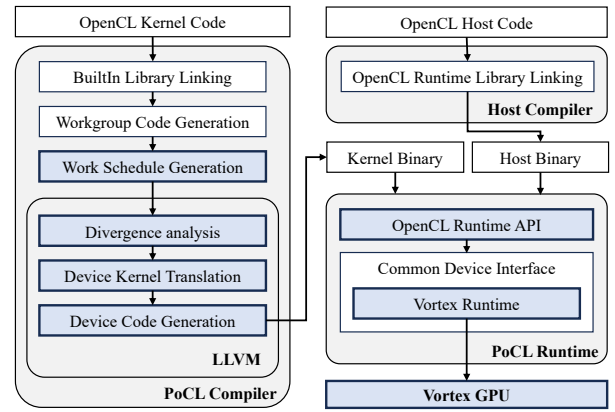 OpenCL Kernel Code
BuiltIn Library Linking
Workgroup Code Generation
Work Schedule Generation
Divergence analysis
Device Kernel Translation
Device Code Generation
LLVM
PoCL Compiler
OpenCL Host Code
OpenCL Runtime Library Linking
Host Compiler
Kernel Binary
Host Binary
OpenCL Runtime API
Common Device Interface
Vortex Runtime
PoCL Runtime
Vortex GPU